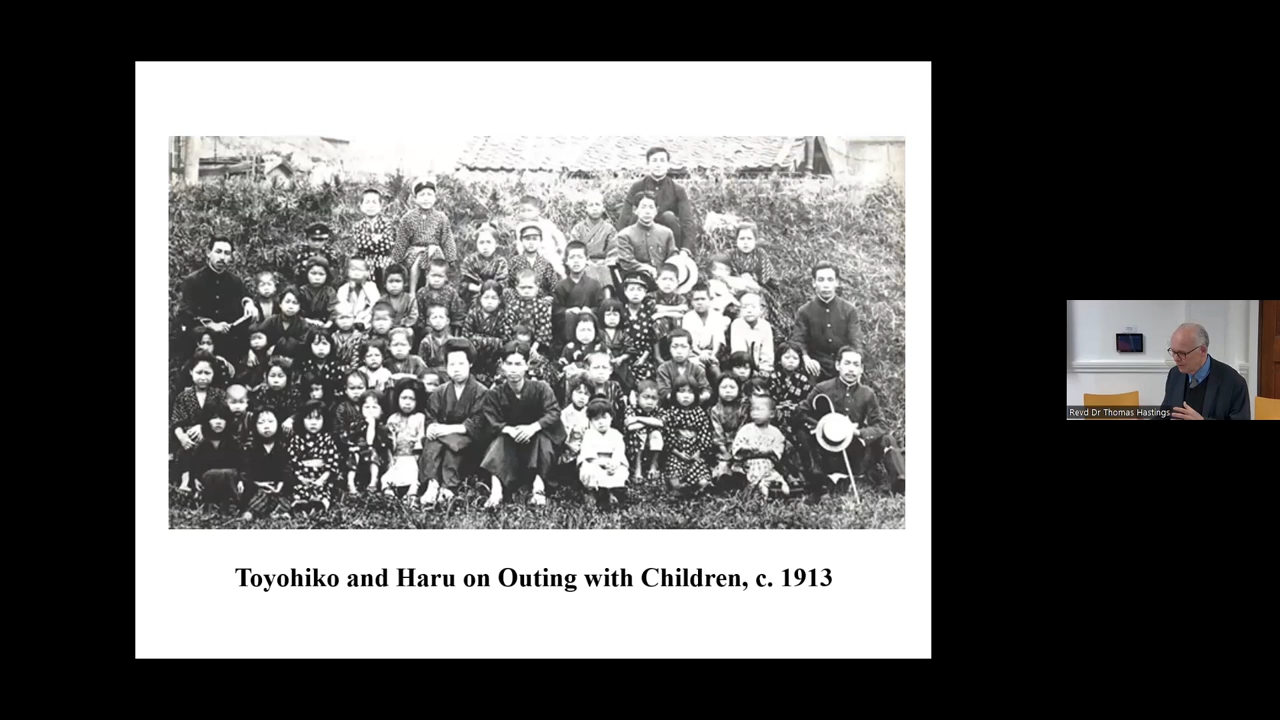 Toyohiko and Haru on Outing with Children, c. 1913
Revd Dr Thomas Hastings